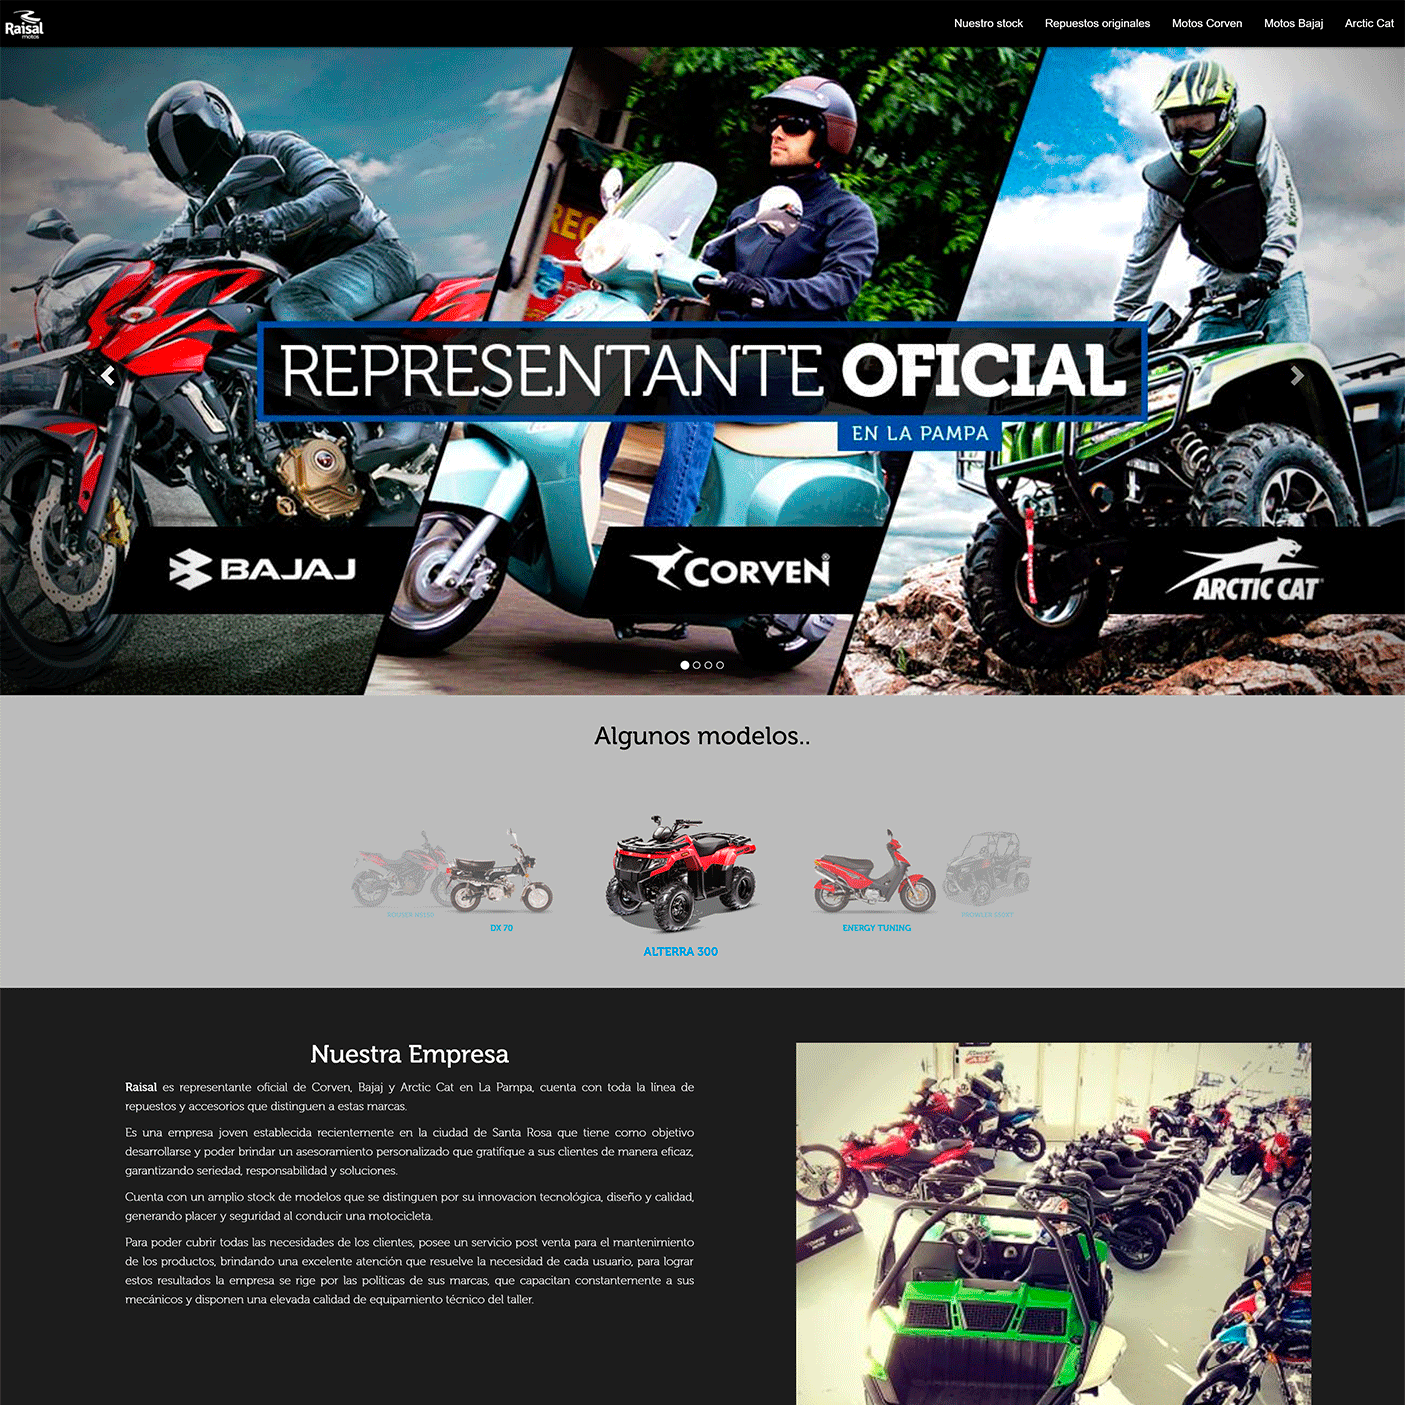 Raisal
motos
Nuestro stock Repuestos originales Motos Corven Motos Bajaj Arctic Cat
REPRESENTANTE OFICIAL
EN LA PAMPA
BAJAJ
CORVEN®
ARCTIC CAT
Algunos modelos..
ROUSER NS150
DX 70
ALTERRA 300
ENERGY TUNING
Nuestra Empresa
Raisal es representante oficial de Corven, Bajaj y Arctic Cat en La Pampa, cuenta con toda la línea de
repuestos y accesorios que distinguen a estas marcas.
Es una empresa joven establecida recientemente en la ciudad de Santa Rosa que tiene como objetivo
desarrollarse y poder brindar un asesoramiento personalizado que gratifique a sus clientes de manera eficaz,
garantizando seriedad, responsabilidad y soluciones.
Cuenta con un amplio stock de modelos que se distinguen por su innovacion tecnológica, diseño y calidad,
generando placer y seguridad al conducir una motocicleta.
Para poder cubrir todas las necesidades de los clientes, posee un servicio post venta para el mantenimiento
de los productos, brindando una excelente atención que resuelve la necesidad de cada usuario, para lograr
estos resultados la empresa se rige por las políticas de sus marcas, que capacitan constantemente a sus
mecánicos y disponen una elevada calidad de equipamiento técnico del taller.